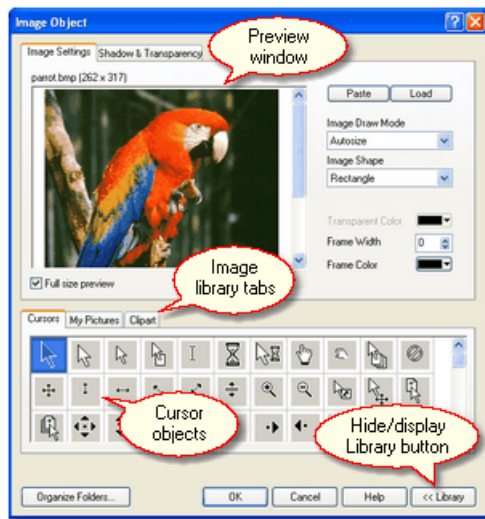 Image Object
Image Settings
Shadow & Transparency
Preview
window
parrot.bmp (262 x 317)
Paste
Load
Image Draw Mode
Autosize
Image Shape
Rectangle
Transparent Color
Frame Width
0
Frame Color
Full size preview
Image
library tabs
Cursors
My Pictures
Clipart
Cursor
objects
Hide/display
Library button
Organize Folders...
OK
Cancel
Help
<< Library